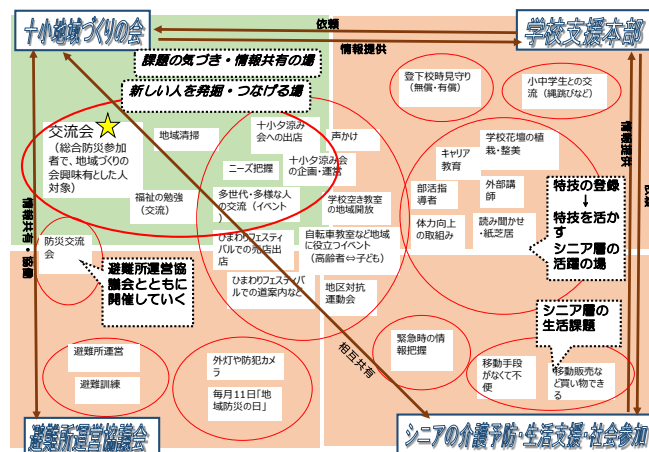 十小地域づくりの会
依頼
情報提供
学校支援本部
課題の気づき・情報共有の場
新しい人を発掘・つなげる場
登下校時見守り
（無償・有償）
小中学生との交
流（縄跳びなど）
交流会
（総合防災参加
者で、地域づくりの
会興味有とした人
対象）
地域清掃
十小夕涼み
会への出店
声かけ
ニーズ把握
十小夕涼み会
の企画・運営
福祉の勉強
（交流）
多世代・多様な人
の交流（イベント）
学校空き教室
の地域開放
キャリア
教育
学校花壇の植
栽・整美
部活指
導者
外部講
師
体力向上
の取組み
読み聞かせ
・紙芝居
特技の登録
↓
特技を活か
す
シニア層の
活躍の場
情報提供
依頼
情報共有・協働
防災交流
会
避難所運営協
議会とともに
開催していく
ひまわりフェスティ
バルでの売店出
店
自転車教室など地域
に役立つイベント
（高齢者⇔子ども）
ひまわりフェスティバ
ルでの道案内など
地区対抗
運動会
シニア層の
生活課題
相互共有
緊急時の情
報把握
移動手段
がなくて不
便
移動販売な
ど買い物でき
る
避難所運営
避難訓練
外灯や防犯カメ
ラ
毎月11日「地
域防災の日」
避難所運営協議会
シニアの介護予防・生活支援・社会参加